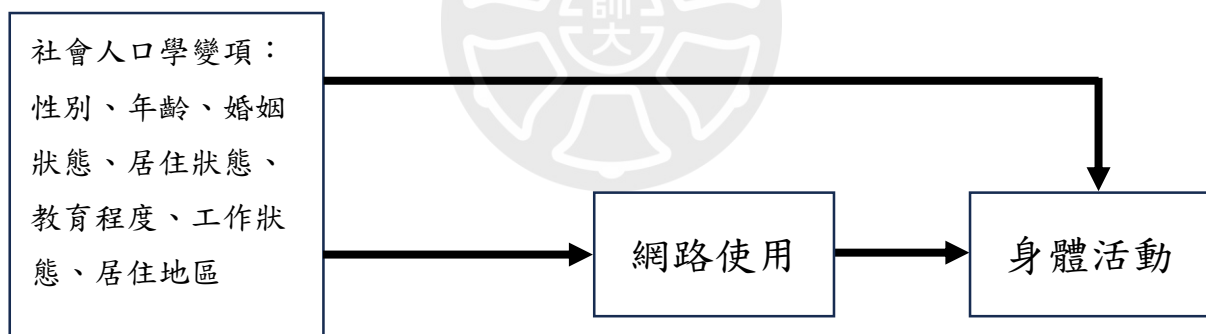 師
大
社會人口學變項：
性別、年齡、婚姻
狀態、居住狀態、
教育程度、工作狀
態、居住地區
網路使用
身體活動